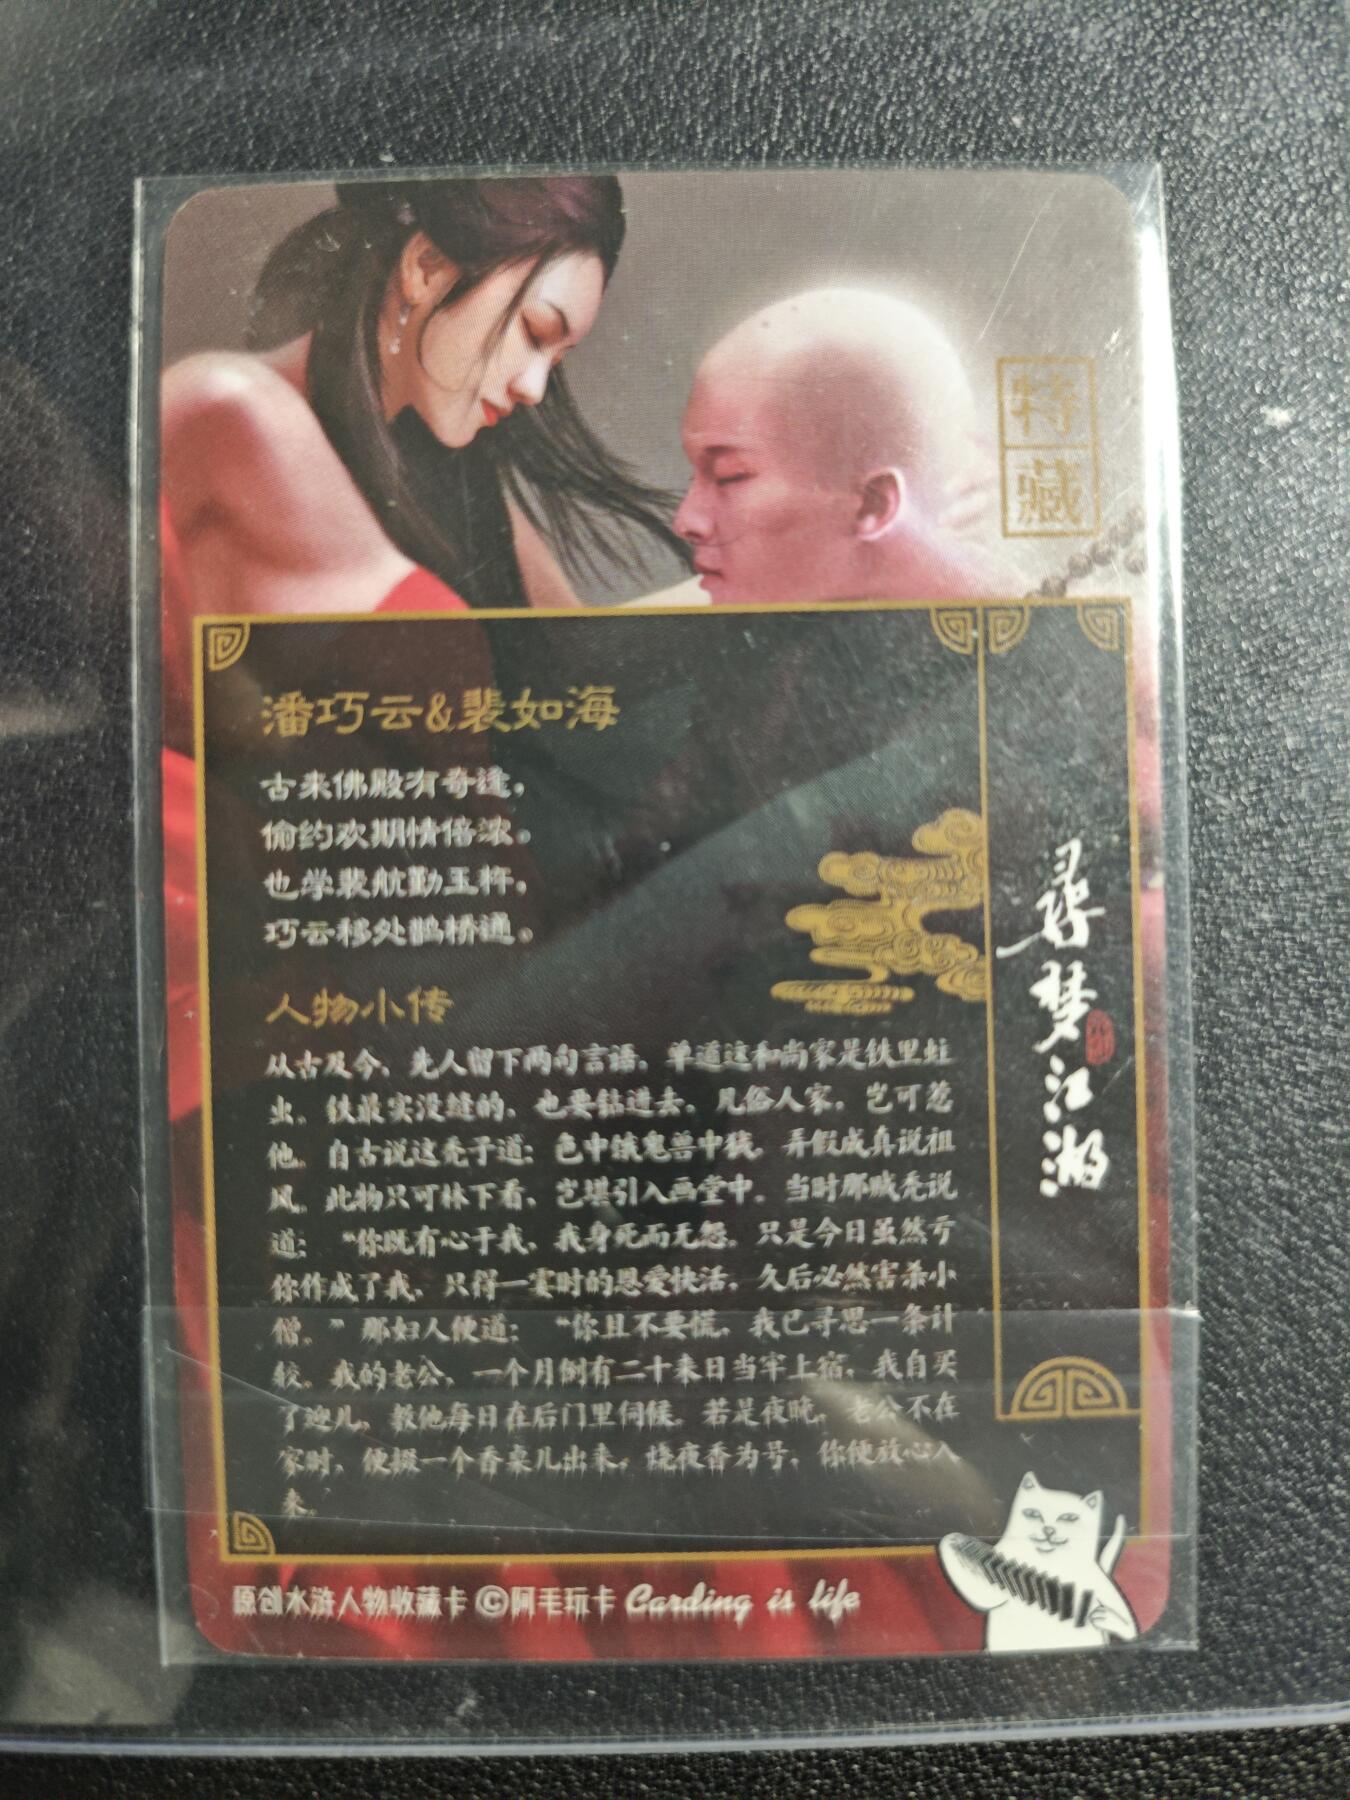 特藏
潘巧云&裴如海
古来佛殿有奇逢，
偷约欢期情倍浓。
也学裴航勤玉杵，
巧云移处鹊桥通。
人物小传
从古及今，先人留下两句言语，单道这和尚家是铁里蛀
虫，铁最实没缝的，也要钻进去，凡俗人家，岂可惹
他。自古说这秃子道：色中饿鬼兽中狨，弄假成真说祖
风。此物只可林下看，岂堪引入画堂中。当时那贼秃说
道：“你既有心于我，我身死而无怨。只是今日虽然亏
你作成了我，只得一霎时的恩爱快活，久后必然害杀小
僧。”那妇人便道：“你且不要慌，我已寻思一条计
较。我的老公，一个月倒有二十来日当牢上宿，我自买
了迎儿，教他每日在后门里伺候。若是夜晚，老公不在
家时，便掇一个香桌儿出来，烧夜香为号，你便放心入
来。
尋梦江湖
原创水浒人物收藏卡 ©阿毛玩卡 Carding is life